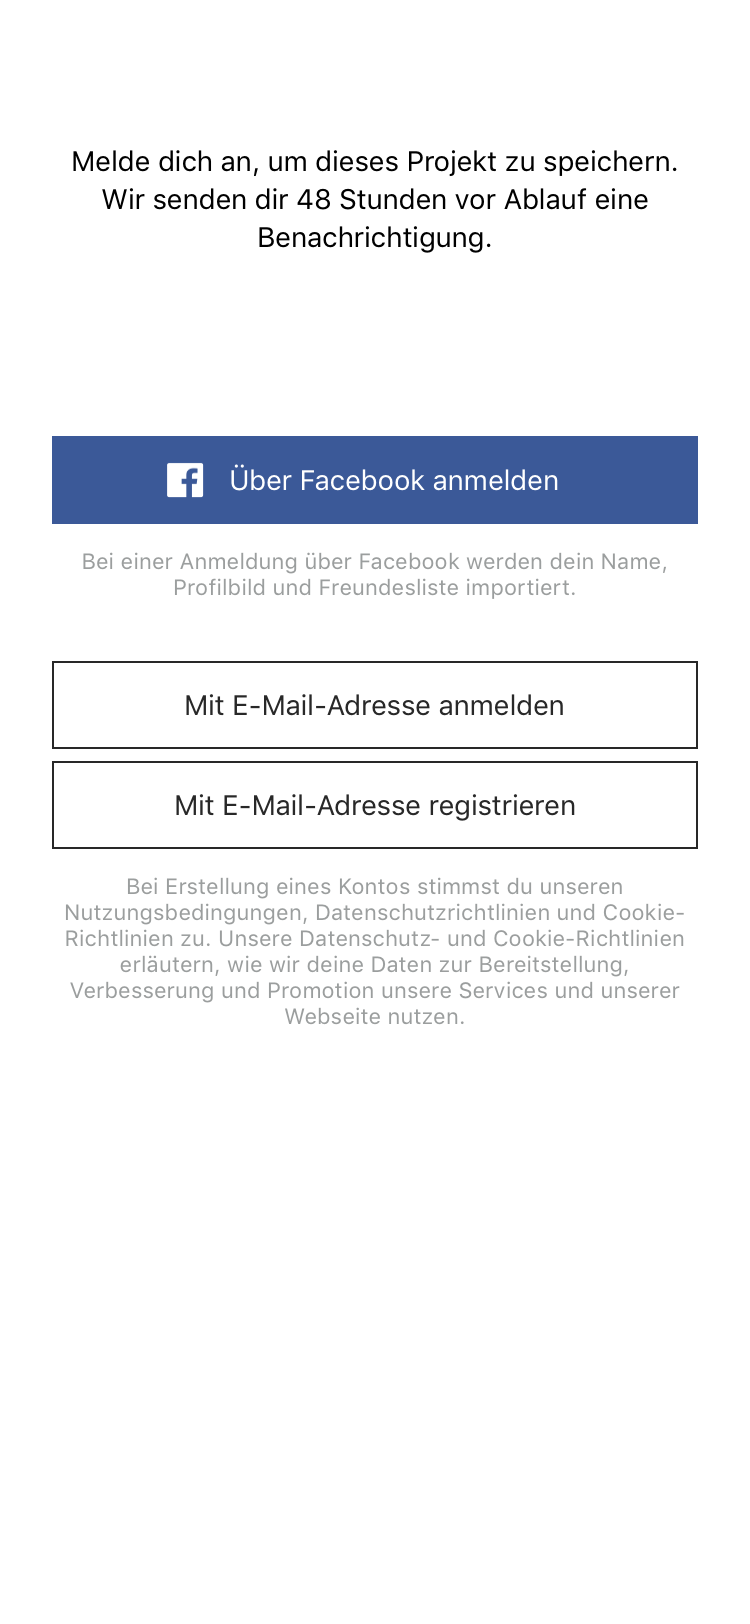 Melde dich an, um dieses Projekt zu speichern.
Wir senden dir 48 Stunden vor Ablauf eine
Benachrichtigung.
Über Facebook anmelden
Bei einer Anmeldung über Facebook werden dein Name,
Profilbild und Freundesliste importiert.
Mit E-Mail-Adresse anmelden
Mit E-Mail-Adresse registrieren
Bei Erstellung eines Kontos stimmst du unseren
Nutzungsbedingungen, Datenschutzrichtlinien und Cookie-
Richtlinien zu. Unsere Datenschutz- und Cookie-Richtlinien
erläutern, wie wir deine Daten zur Bereitstellung,
Verbesserung und Promotion unsere Services und unserer
Webseite nutzen.